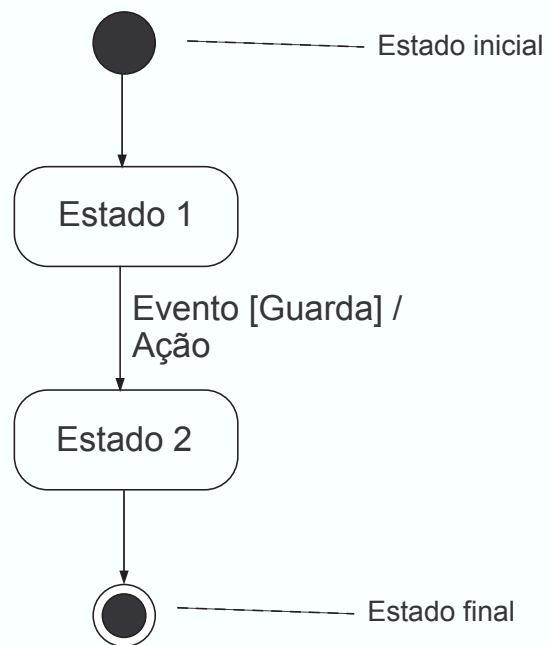 Estado inicial
Estado 1
Evento [Guarda] /
Ação
Estado 2
Estado final